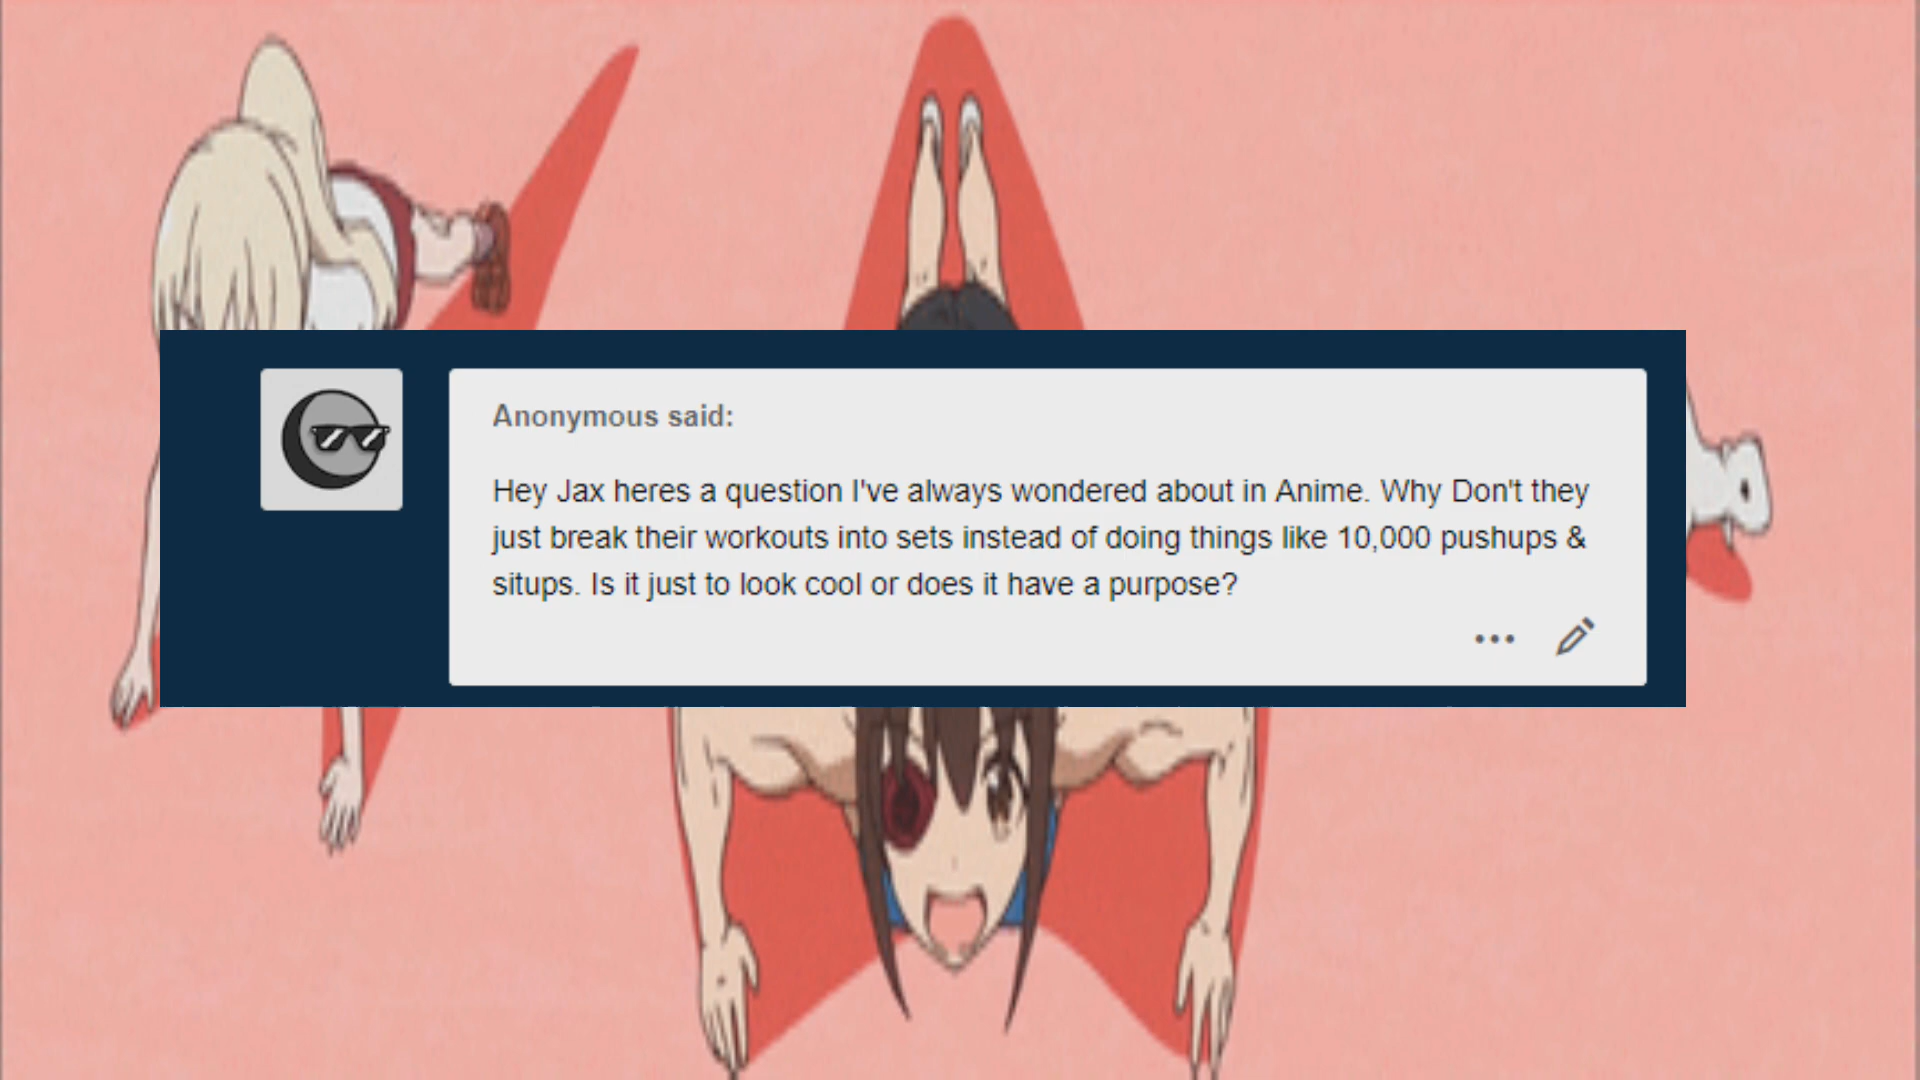 Anonymous said:
Hey Jax heres a question I've always wondered about in Anime. Why Don't they
just break their workouts into sets instead of doing things like 10,000 pushups &
situps. Is it just to look cool or does it have a purpose?